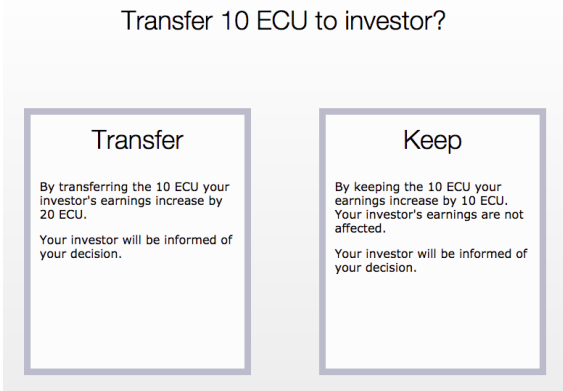 Transfer 10 ECU to investor?
Transfer
By transferring the 10 ECU your
investor's earnings increase by
20 ECU.
Your investor will be informed of
your decision.
Keep
By keeping the 10 ECU your
earnings increase by 10 ECU.
Your investor's earnings are not
affected.
Your investor will be informed of
your decision.